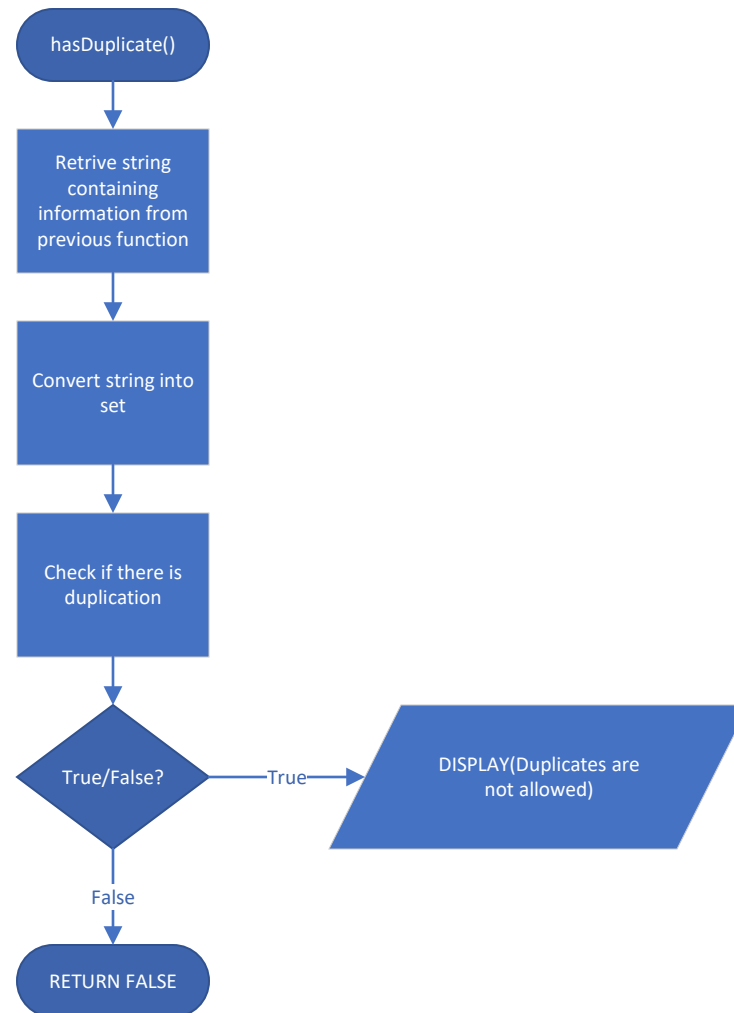 hasDuplicate()
Retrive string
containing
information from
previous function
Convert string into
set
Check if there is
duplication
True/False?
True
DISPLAY(Duplicates are
not allowed)
False
RETURN FALSE